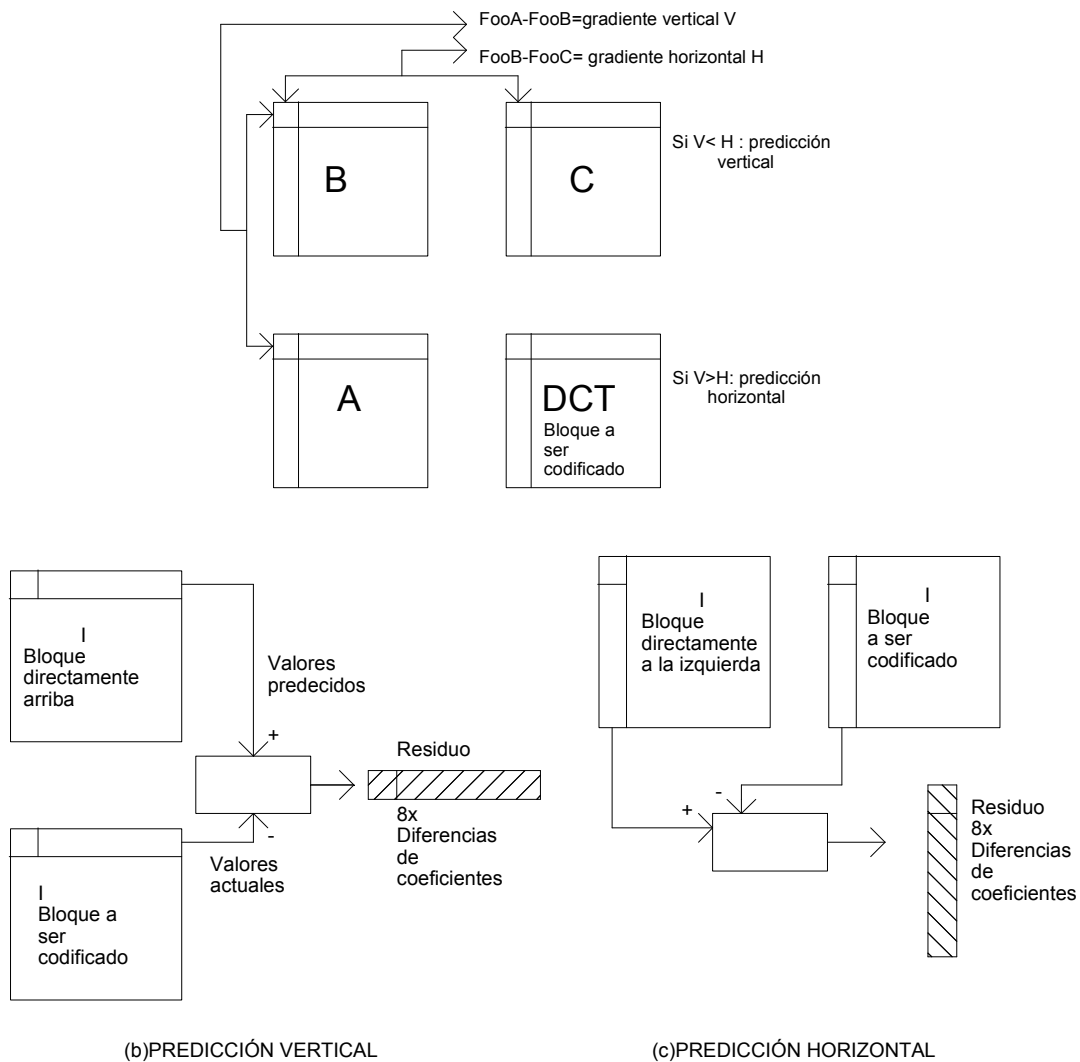 FooA-FooB=gradiente vertical V
FooB-FooC= gradiente horizontal H
B
C
Si V< H : predicción
vertical
A
DCT
Bloque a
ser
codificado
Si V>H: predicción
horizontal
I
Bloque
directamente
arriba
Valores
predecidos
+
Residuo
8x
Diferencias
de
coeficientes
-
Valores
actuales
I
Bloque a
ser
codificado
(b)PREDICCIÓN VERTICAL
I
Bloque
directamente
a la izquierda
I
Bloque
a ser
codificado
-
+
Residuo
8x
Diferencias
de
coeficientes
(c)PREDICCIÓN HORIZONTAL